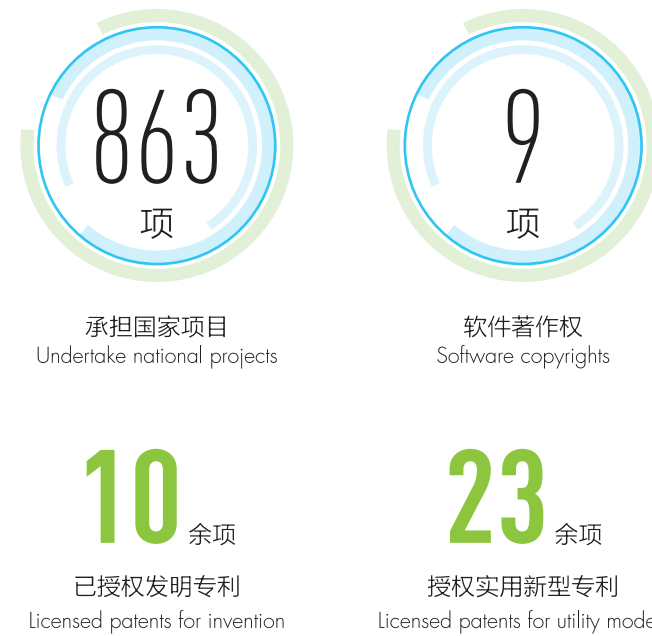 863
项
承担国家项目
Undertake national projects
9
项
软件著作权
Software copyrights
10 余项
已授权发明专利
Licensed patents for invention
23 余项
授权实用新型专利
Licensed patents for utility mode